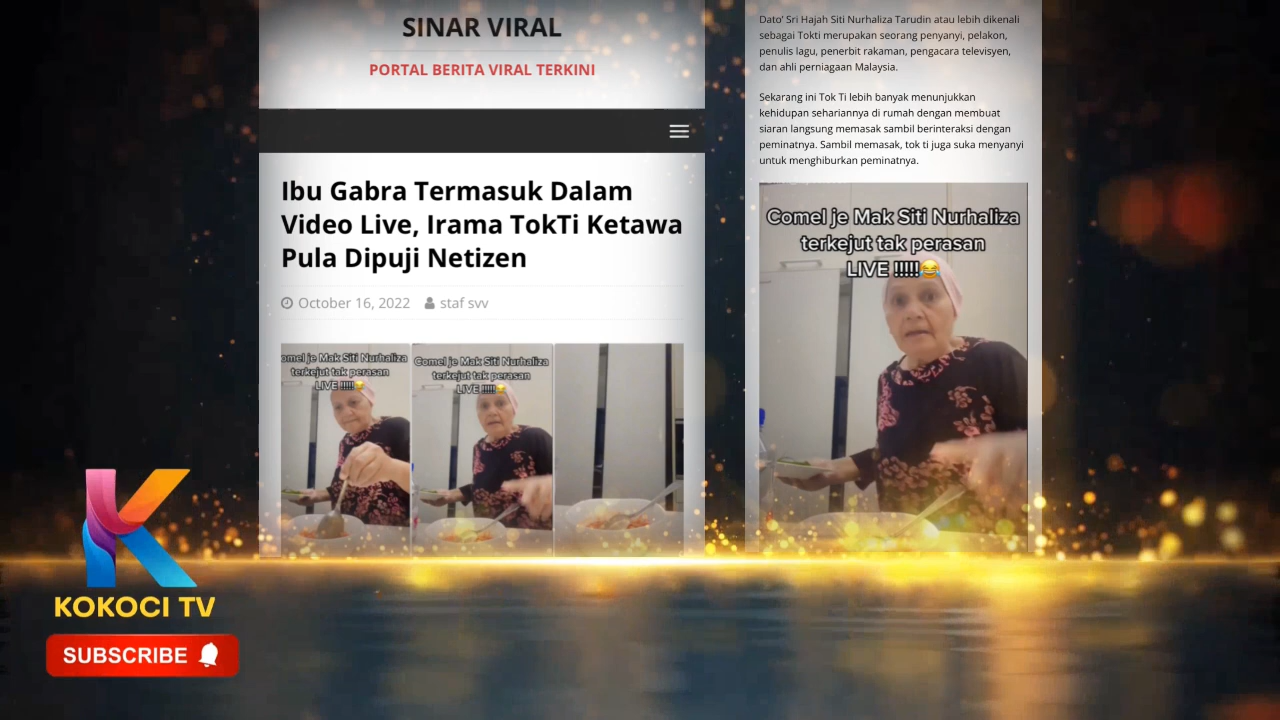 SINAR VIRAL
PORTAL BERITA VIRAL TERKINI
Ibu Gabra Termasuk Dalam
Video Live, Irama TokTi Ketawa
Pula Dipuji Netizen
October 16, 2022 staf svv
omel je Mak Siti Nurhaliza
terkejut tak perasan
LIVE !!!!!😂
Comel je Mak Siti Nurhaliza
terkejut tak perasan
LIVE !!!!!😂
Dato' Sri Hajah Siti Nurhaliza Tarudin atau lebih dikenali
sebagai Tokti merupakan seorang penyanyi, pelakon,
penulis lagu, penerbit rakaman, pengacara televisyen,
dan ahli perniagaan Malaysia.
Sekarang ini Tok Ti lebih banyak menunjukkan
kehidupan sehariannya di rumah dengan membuat
siaran langsung memasak sambil berinteraksi dengan
peminatnya. Sambil memasak, tok ti juga suka menyanyi
untuk menghiburkan peminatnya.
Comel je Mak Siti Nurhaliza
terkejut tak perasan
LIVE !!!!!😂
KOKOCI TV
SUBSCRIBE